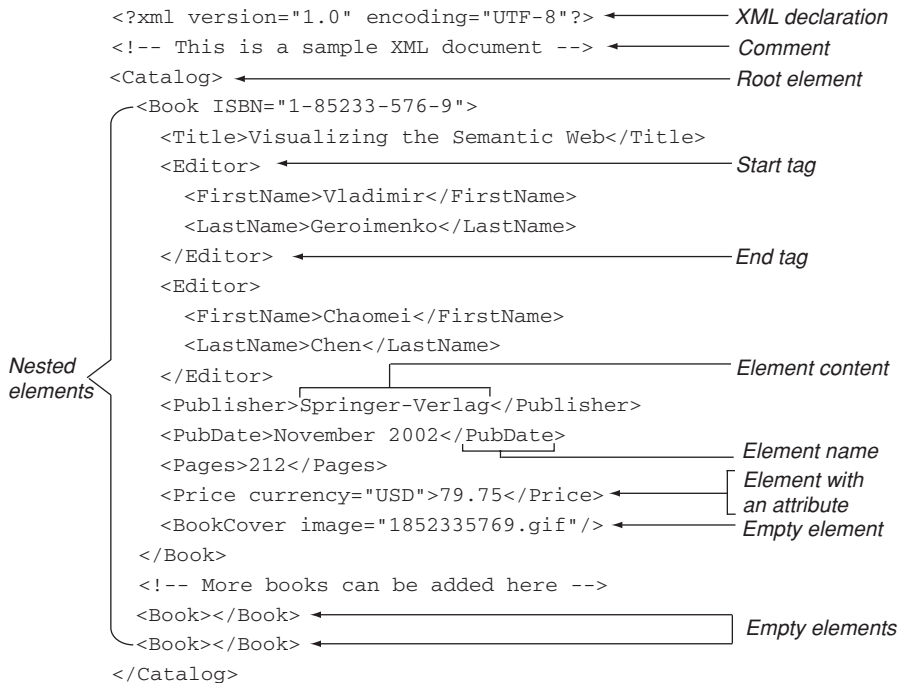 <?xml version="1.0" encoding="UTF-8"?> XML declaration
<!-- This is a sample XML document --> Comment
<Catalog> Root element
<Book ISBN="1-85233-576-9">
<Title>Visualizing the Semantic Web</Title>
<Editor> Start tag
<FirstName>Vladimir</FirstName>
<LastName>Geroimenko</LastName>
</Editor> End tag
<Editor>
<FirstName>Chaomei</FirstName>
<LastName>Chen</LastName>
Nested
elements
</Editor> Element content
<Publisher>Springer-Verlag</Publisher>
<PubDate>November 2002</PubDate>
Element name
<Pages>212</Pages>
Element with
an attribute
<Price currency="USD">79.75</Price>
<BookCover image="1852335769.gif"/> Empty element
</Book>
<!-- More books can be added here -->
<Book></Book>
Empty elements
<Book></Book>
</Catalog>